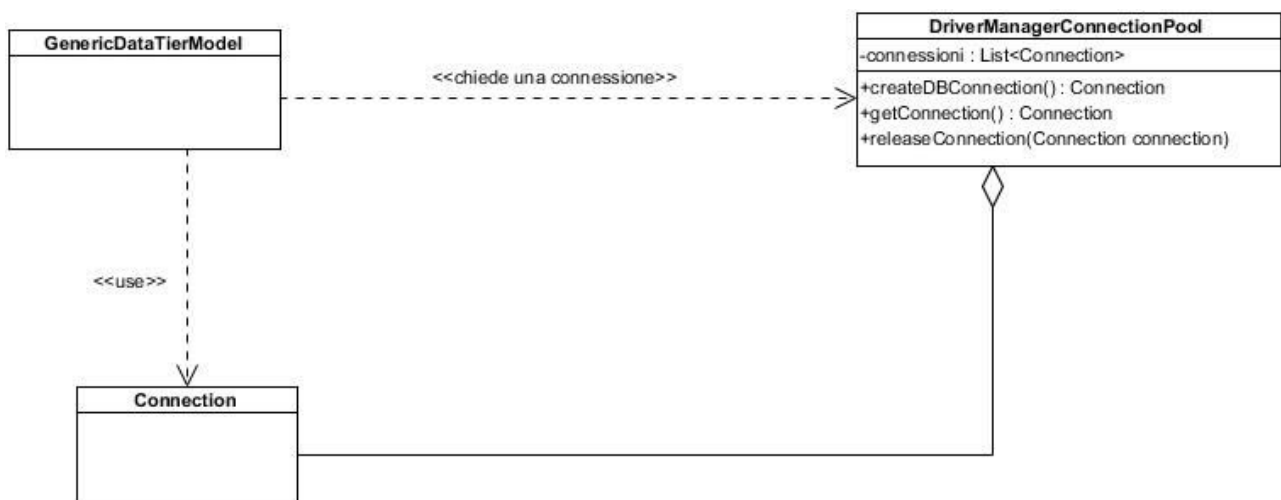 GenericDataTierModel
<<chiede una connessione>>
DriverManagerConnectionPool
-connessioni : List<Connection>
+createDBConnection() : Connection
+getConnection() : Connection
+releaseConnection(Connection connection)
<<use>>
Connection